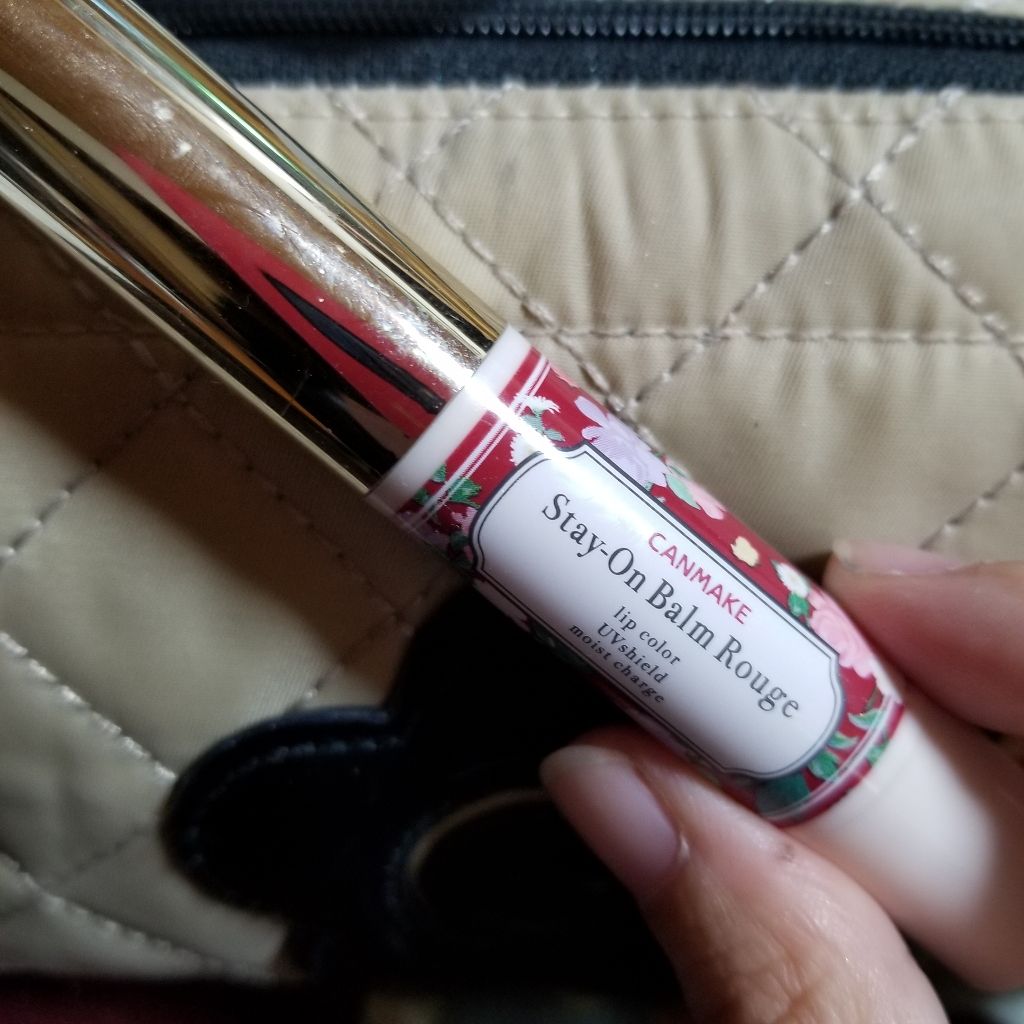 CANMAKE
Stay-On Balm Rouge
lip color
UVshield
moist charge